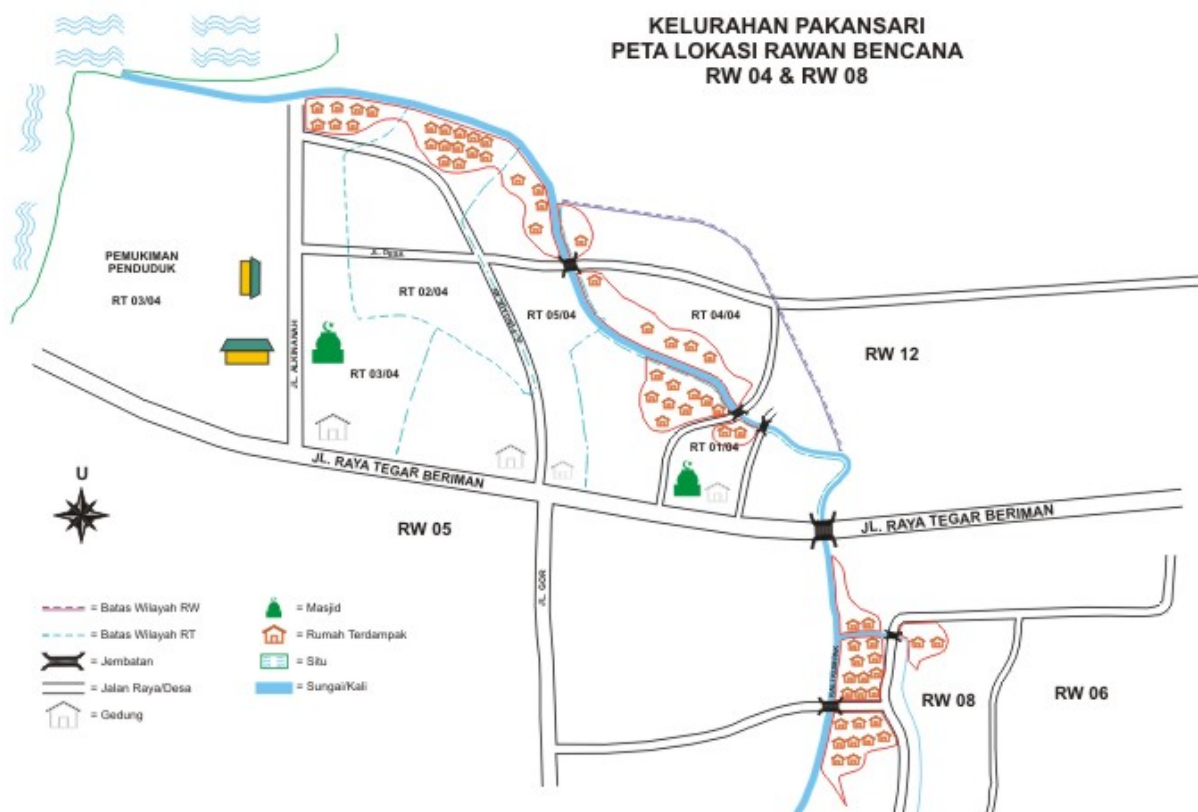 KELURAHAN PAKANSARI
PETA LOKASI RAWAN BENCANA
RW 04 & RW 08
PEMUKIMAN
PENDUDUK
RT 03/04
JL. ALKINANAH
JL. DESA
RT 02/04
RT 05/04
RT 04/04
RW 12
RT 03/04
RT 01/04
JL. RAYA TEGAR BERIMAN
JL. RAYA TEGAR BERIMAN
U
RW 05
JL. GOR
RW 08
RW 06
= Batas Wilayah RW
= Batas Wilayah RT
= Jembatan
= Jalan Raya/Desa
= Gedung
= Masjid
= Rumah Terdampak
= Situ
= Sungai/Kali